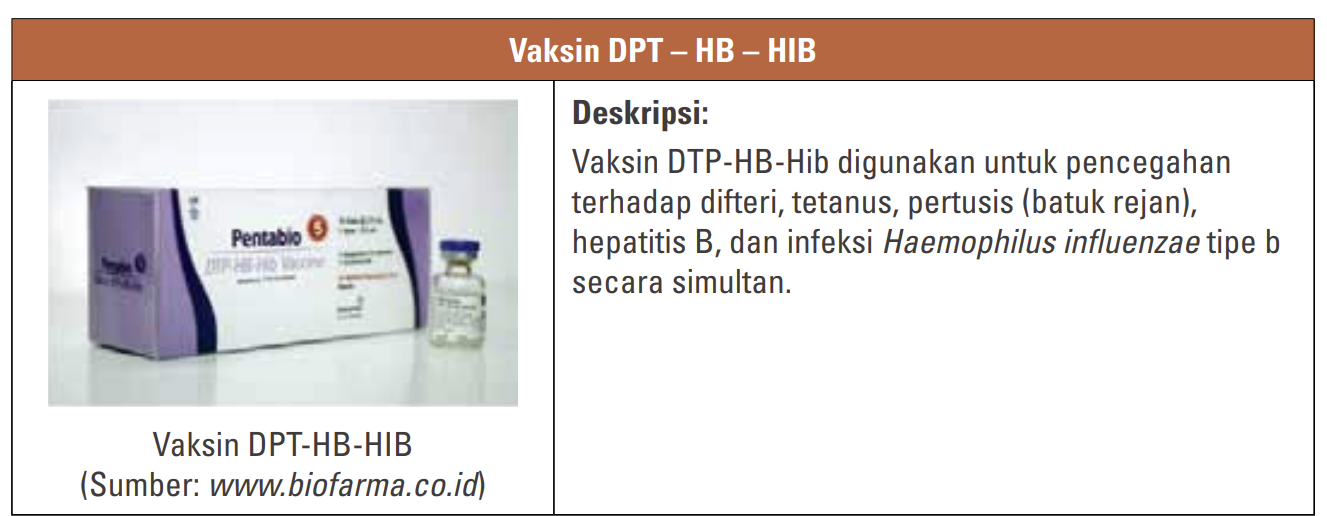 Vaksin DPT – HB – HIB
Pentabio 5
DTP-HB-Hib Vaccine
Vaksin DPT-HB-HIB
(Sumber: www.biofarma.co.id)
Deskripsi:
Vaksin DTP-HB-Hib digunakan untuk pencegahan
terhadap difteri, tetanus, pertusis (batuk rejan),
hepatitis B, dan infeksi Haemophilus influenzae tipe b
secara simultan.